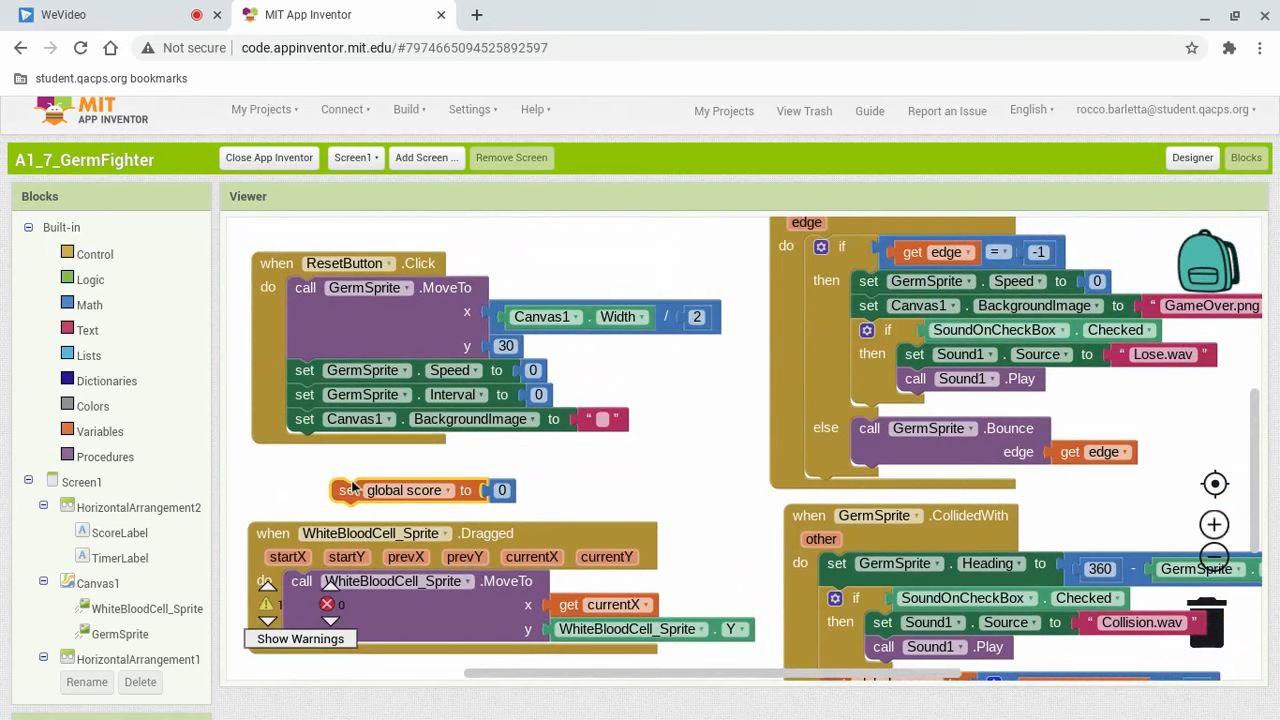 WeVideo
MIT App Inventor
Not secure
code.appinventor.mit.edu/#7974665094525892597
student.qacps.org bookmarks
MIT
APP INVENTOR
My Projects
Connect
Build
Settings
Help
My Projects
View Trash
Guide
Report an Issue
English
rocco.barletta@student.qacps.org
A1_7_GermFighter
Close App Inventor
Screen1
Add Screen ...
Remove Screen
Designer
Blocks
Blocks
Built-in
Control
Logic
Math
Text
Lists
Dictionaries
Colors
Variables
Procedures
Screen1
HorizontalArrangement2
ScoreLabel
TimerLabel
Canvas1
WhiteBloodCell_Sprite
GermSprite
HorizontalArrangement1
Rename
Delete
Viewer
when ResetButton .Click
do call GermSprite .MoveTo
x Canvas1 . Width / 2
y 30
set GermSprite . Speed to 0
set GermSprite . Interval to 0
set Canvas1 . BackgroundImage to “ ”
set global score to 0
when WhiteBloodCell_Sprite .Dragged
startX startY prevX prevY currentX currentY
do call WhiteBloodCell_Sprite .MoveTo
x get currentX
y WhiteBloodCell_Sprite . Y
1 0
Show Warnings
edge
do if get edge = -1
then set GermSprite . Speed to 0
set Canvas1 . BackgroundImage to “ GameOver.png
if SoundOnCheckBox . Checked
then set Sound1 . Source to “ Lose.wav ”
call Sound1 .Play
else call GermSprite .Bounce
edge get edge
when GermSprite .CollidedWith
other
do set GermSprite . Heading to 360 - GermSprite .
if SoundOnCheckBox . Checked
then set Sound1 . Source to “ Collision.wav ”
call Sound1 .Play